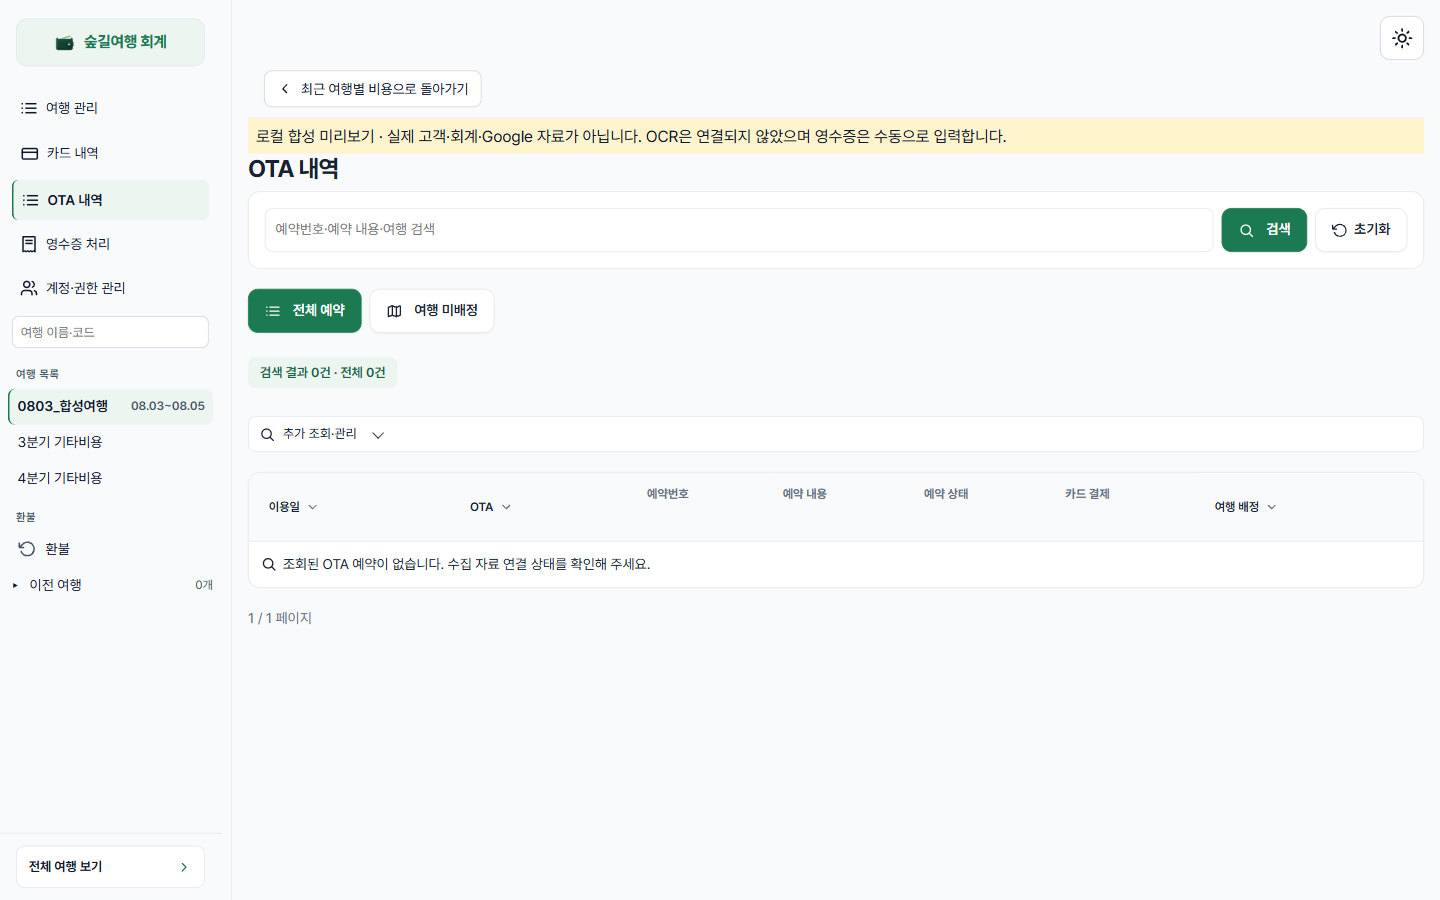 숲길여행 회계
여행 관리
카드 내역
OTA 내역
영수증 처리
계정·권한 관리
여행 이름·코드
여행 목록
0803_합성여행 08.03~08.05
3분기 기타비용
4분기 기타비용
환불
환불
이전 여행 0개
전체 여행 보기
최근 여행별 비용으로 돌아가기
로컬 합성 미리보기 · 실제 고객·회계·Google 자료가 아닙니다. OCR은 연결되지 않았으며 영수증은 수동으로 입력합니다.
OTA 내역
예약번호·예약 내용·여행 검색 검색 초기화
전체 예약 여행 미배정
검색 결과 0건 · 전체 0건
추가 조회·관리
이용일 OTA 예약번호 예약 내용 예약 상태 카드 결제 여행 배정
조회된 OTA 예약이 없습니다. 수집 자료 연결 상태를 확인해 주세요.
1 / 1 페이지